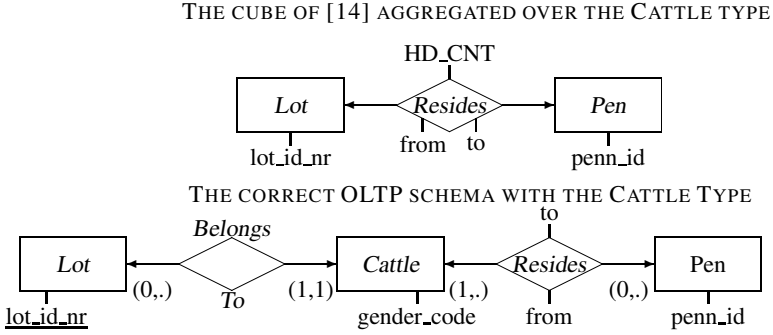 THE CUBE OF [14] AGGREGATED OVER THE CATTLE TYPE
HD_CNT
Lot Resides Pen
from to
lot_id_nr penn_id
THE CORRECT OLTP SCHEMA WITH THE CATTLE TYPE
to
Belongs
Lot Cattle Resides Pen
(0,.) To (1,1) (1,.) (0,.)
lot_id_nr gender_code from penn_id